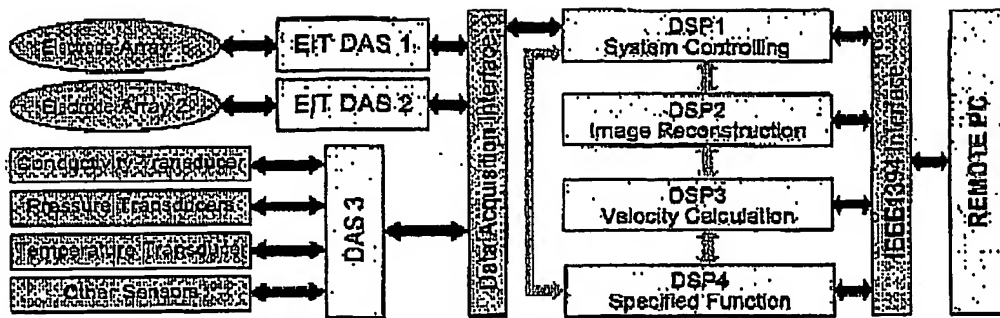 Electrode Array
EIT DAS 1
Electrode Array 2
EIT DAS 2
Conductivity Transducer
Pressure Transducers
Temperature Transducer
Other Sensors
DAS 3
Data Acquisition Interface
DSP1
System Controlling
DSP2
Image Reconstruction
DSP3
Velocity Calculation
DSP4
Specified Function
IEEE1394 Interface
REMOTE PC